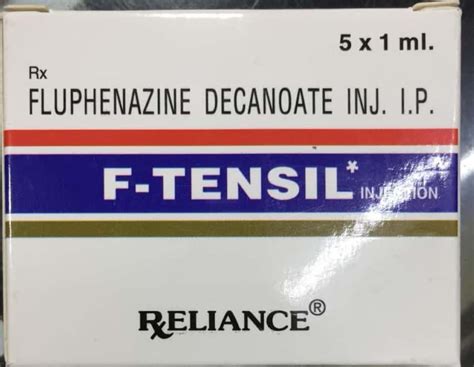 5 x 1 ml.
Rx
FLUPHENAZINE DECANOATE INJ. I.P.
F-TENSIL* INJECTION
RELIANCE®